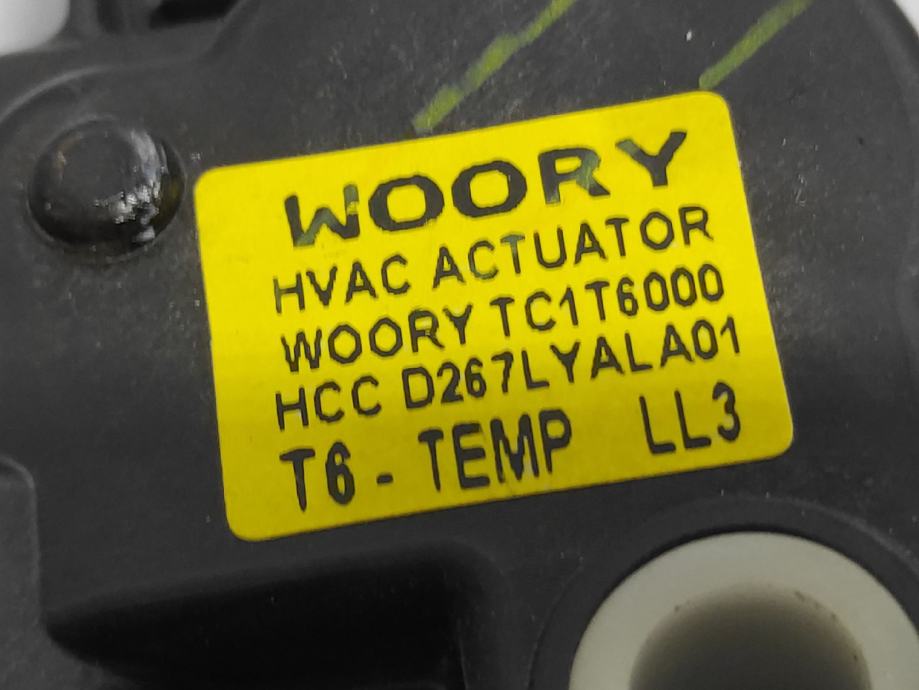 WOORY
HVAC ACTUATOR
WOORY TC1T6000
HCC D267LYALA01
T6 - TEMP LL3